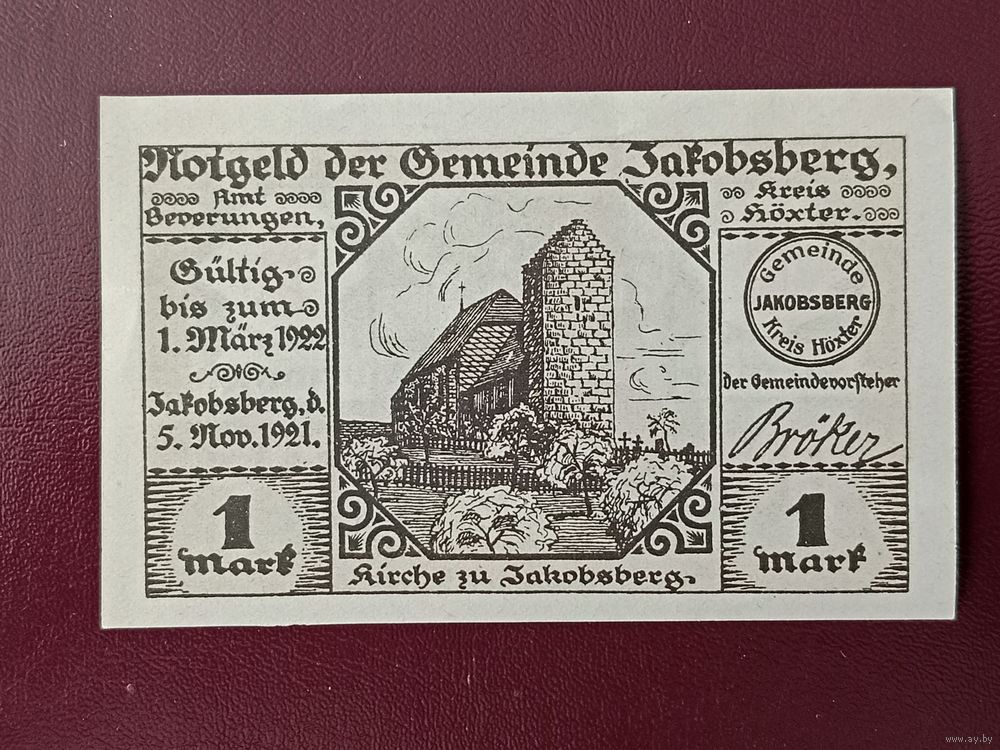 Notgeld der Gemeinde Jakobsberg,
Amt
Beverungen,
Kreis
Höxter.
Gültig
bis zum
1. März 1922
Jakobsberg, d.
5. Nov. 1921.
Gemeinde
JAKOBSBERG
Kreis Höxter
Der Gemeindevorsteher
Bröker
1
Mark
Kirche zu Jakobsberg.
1
Mark
www.ay.by